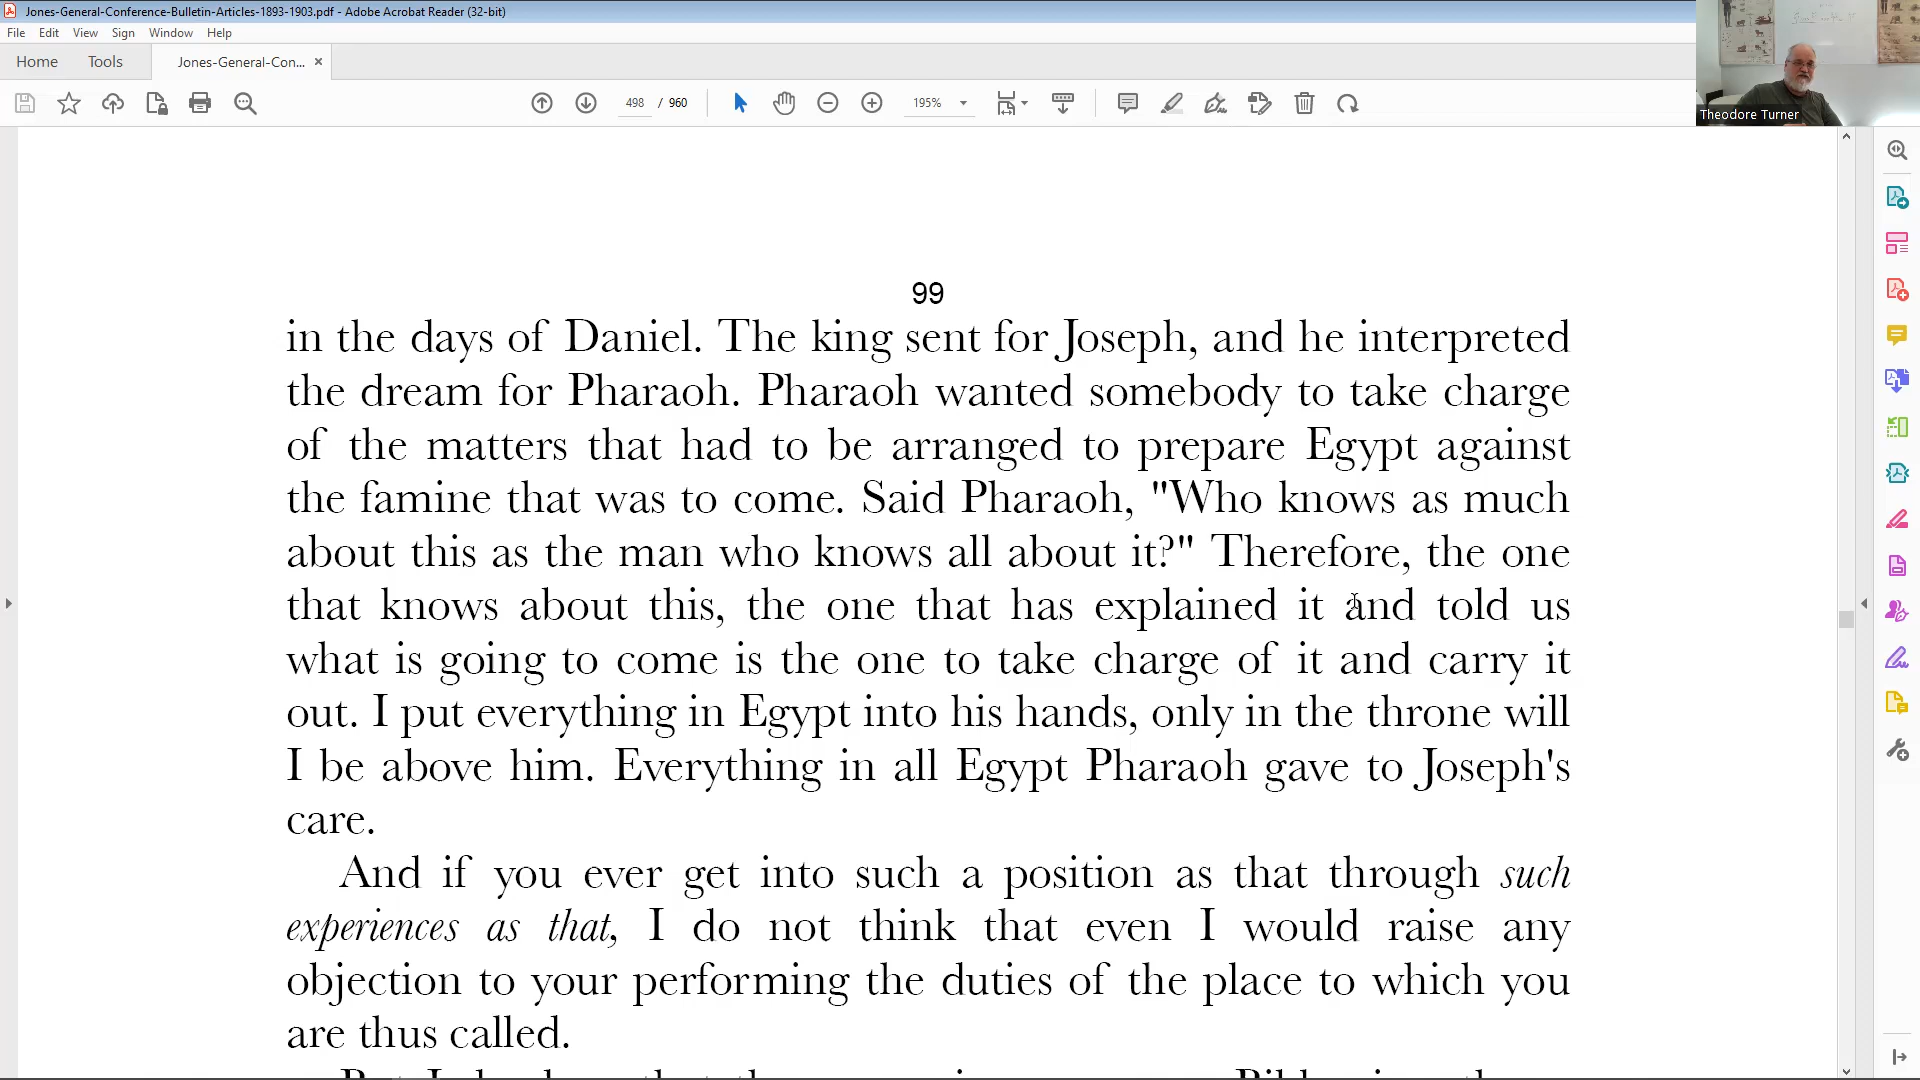 Jones-General-Conference-Bulletin-Articles-1893-1903.pdf - Adobe Acrobat Reader (32-bit)
File Edit View Sign Window Help
Home Tools Jones-General-Con... ×
498 / 960 195%
Theodore Turner
99
in the days of Daniel. The king sent for Joseph, and he interpreted
the dream for Pharaoh. Pharaoh wanted somebody to take charge
of the matters that had to be arranged to prepare Egypt against
the famine that was to come. Said Pharaoh, "Who knows as much
about this as the man who knows all about it?" Therefore, the one
that knows about this, the one that has explained it and told us
what is going to come is the one to take charge of it and carry it
out. I put everything in Egypt into his hands, only in the throne will
I be above him. Everything in all Egypt Pharaoh gave to Joseph's
care.
And if you ever get into such a position as that through such
experiences as that, I do not think that even I would raise any
objection to your performing the duties of the place to which you
are thus called.